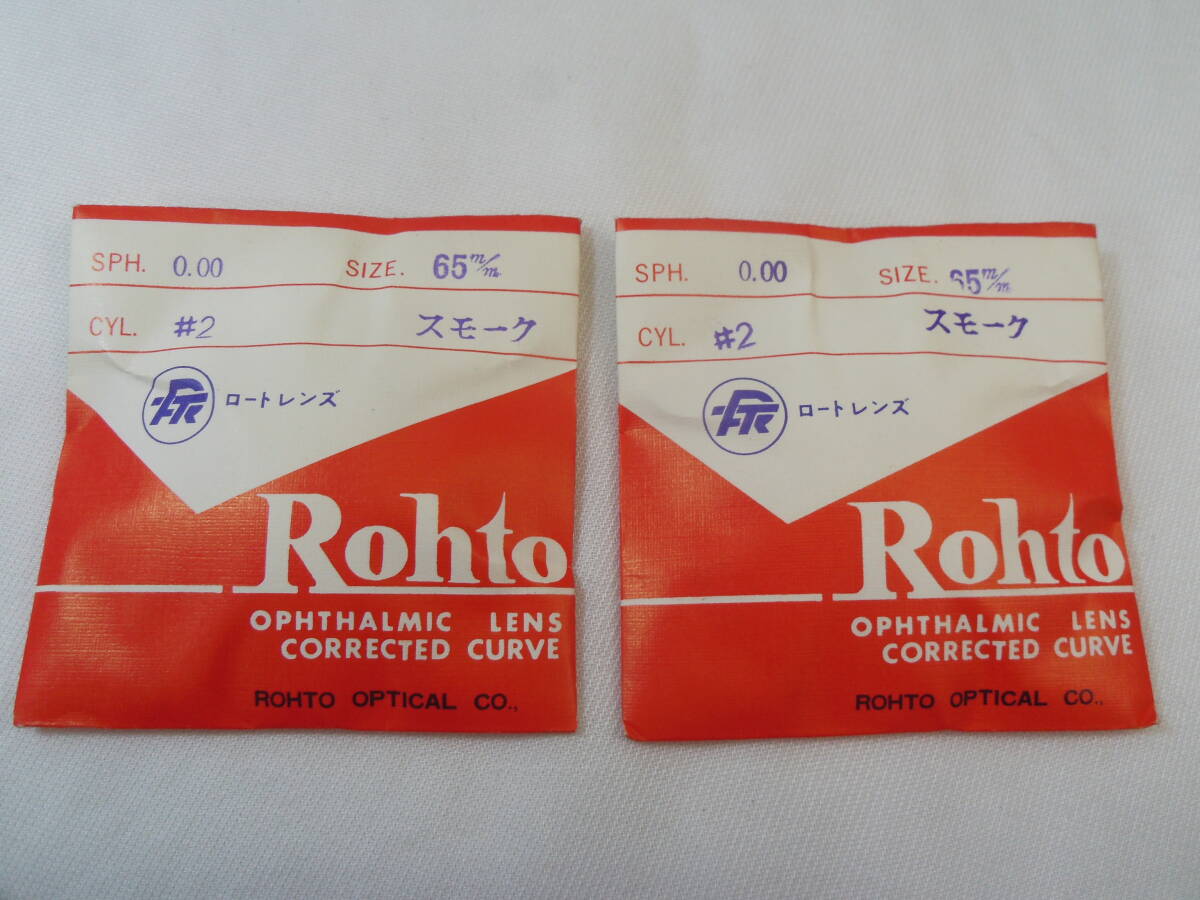 SPH. 0.00 SIZE. 65 m/m
CYL. #2 スモーク
ロートレンズ
Rohto
OPHTHALMIC LENS
CORRECTED CURVE
ROHTO OPTICAL CO.,
SPH. 0.00 SIZE. 65 m/m
CYL. #2 スモーク
ロートレンズ
Rohto
OPHTHALMIC LENS
CORRECTED CURVE
ROHTO OPTICAL CO.,